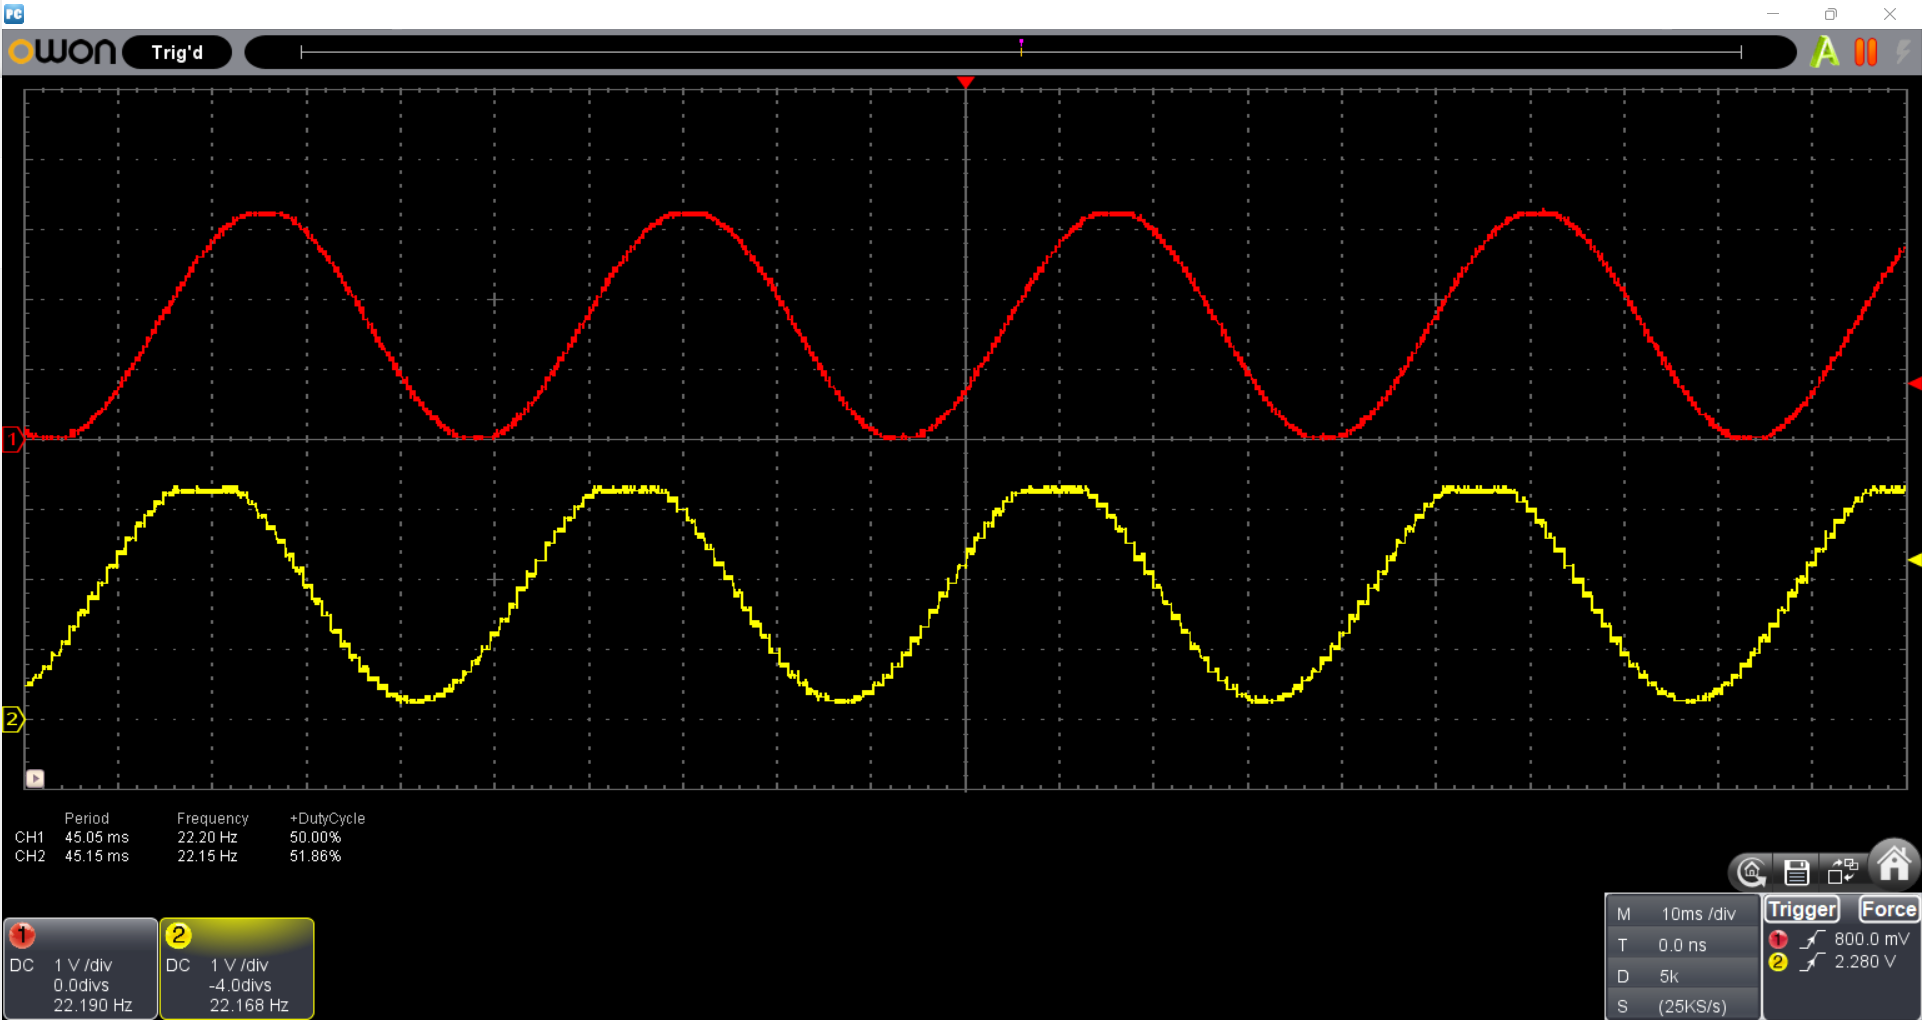 PC
OWON Trig'd
A
1
2
Period Frequency +DutyCycle
CH1 45.05 ms 22.20 Hz 50.00%
CH2 45.15 ms 22.15 Hz 51.86%
1
DC 1 V /div
0.0divs
22.190 Hz
2
DC 1 V /div
-4.0divs
22.168 Hz
M 10ms /div
T 0.0 ns
D 5k
S (25KS/s)
Trigger Force
1 800.0 mV
2 2.280 V